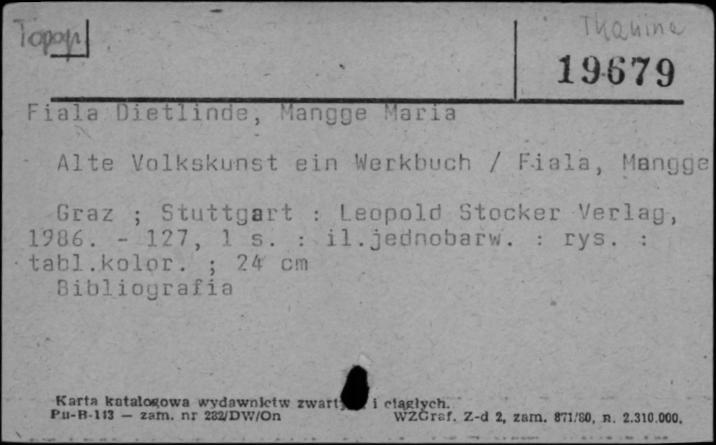 Topogr.
Tkanina
19679
Fiala Dietlinde, Mangge Maria
Alte Volkskunst ein Werkbuch / Fiala, Mangge
Graz ; Stuttgart : Leopold Stocker Verlag,
1986. - 127, 1 s. : il.jednobarw. : rys. :
tabl.kolor. ; 24 cm
Bibliografia
Karta katalogowa wydawnictw i ciągłych.
Pu-B-113 — zam. nr 282/DW/On WZGraf. Z-d 2, zam. 871/80, n. 2.310.000.